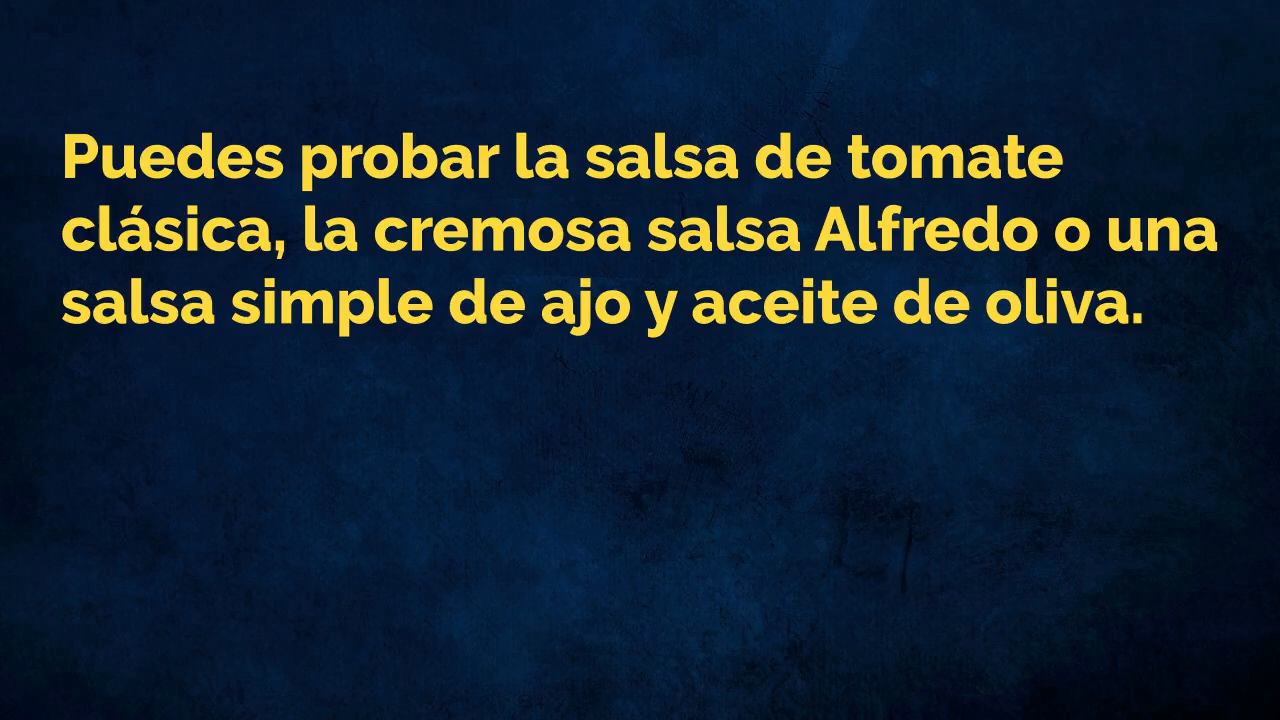 Puedes probar la salsa de tomate
clásica, la cremosa salsa Alfredo o una
salsa simple de ajo y aceite de oliva.